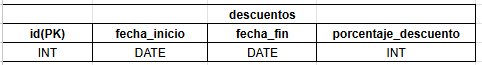 descuentos
id(PK) fecha_inicio fecha_fin porcentaje_descuento
INT DATE DATE INT